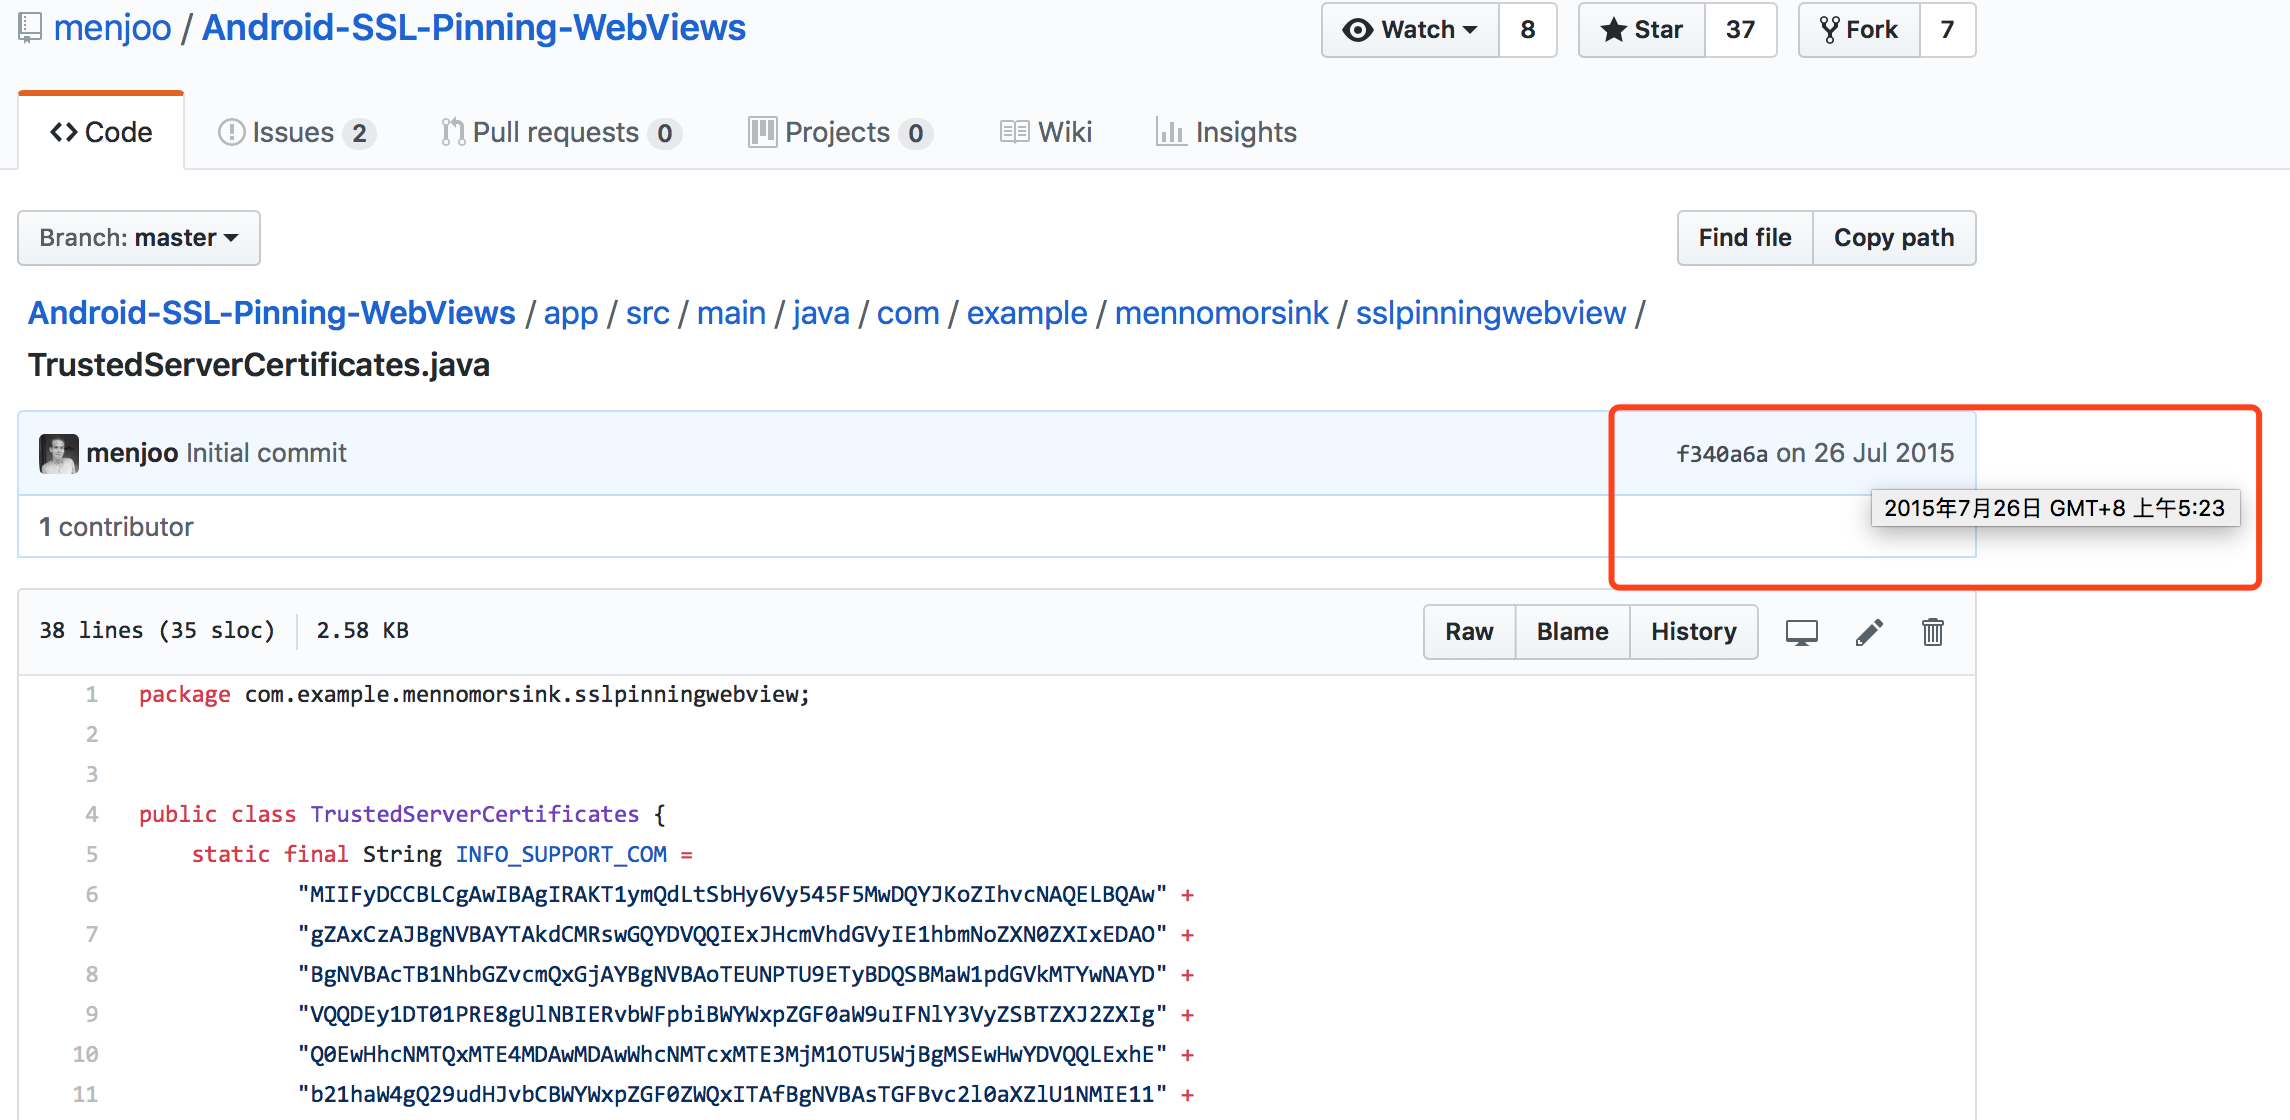 menjoo / Android-SSL-Pinning-WebViews
Watch 8 Star 37 Fork 7
Code Issues 2 Pull requests 0 Projects 0 Wiki Insights
Branch: master Find file Copy path
Android-SSL-Pinning-WebViews / app / src / main / java / com / example / mennomorsink / sslpinningwebview /
TrustedServerCertificates.java
menjoo Initial commit f340a6a on 26 Jul 2015
2015年7月26日 GMT+8 上午5:23
1 contributor
38 lines (35 sloc) 2.58 KB Raw Blame History
1 package com.example.mennomorsink.sslpinningwebview;
2
3
4 public class TrustedServerCertificates {
5 static final String INFO_SUPPORT_COM =
6 "MIIFyDCCBLCgAwIBAgIRAKT1ymQdLtSbHy6Vy545F5MwDQYJKoZIhvcNAQELBQAw" +
7 "gZAxCzAJBgNVBAYTAkdCMRswGQYDVQQIExJHcmVhdGVyIE1hbmNoZXN0ZXIxEDAO" +
8 "BgNVBAcTB1NhbGZvcmQxGjAYBgNVBAoTEUNPTU9ETyBDQSBMaW1pdGVkMTYwNAYD" +
9 "VQQDEy1DT01PRE8gUlNBIERvbWFpbiBWYWxpZGF0aW9uIFNlY3VyZSBTZXJ2ZXIg" +
10 "Q0EwHhcNMTQxMTE4MDAwMDAwWhcNMTcxMTE3MjM1OTU5WjBgMSEwHwYDVQQLExhE" +
11 "b21haW4gQ29udHJvbCBWYWxpZGF0ZWQxITAfBgNVBAsTGFBvc2l0aXZlU1NMIE11" +